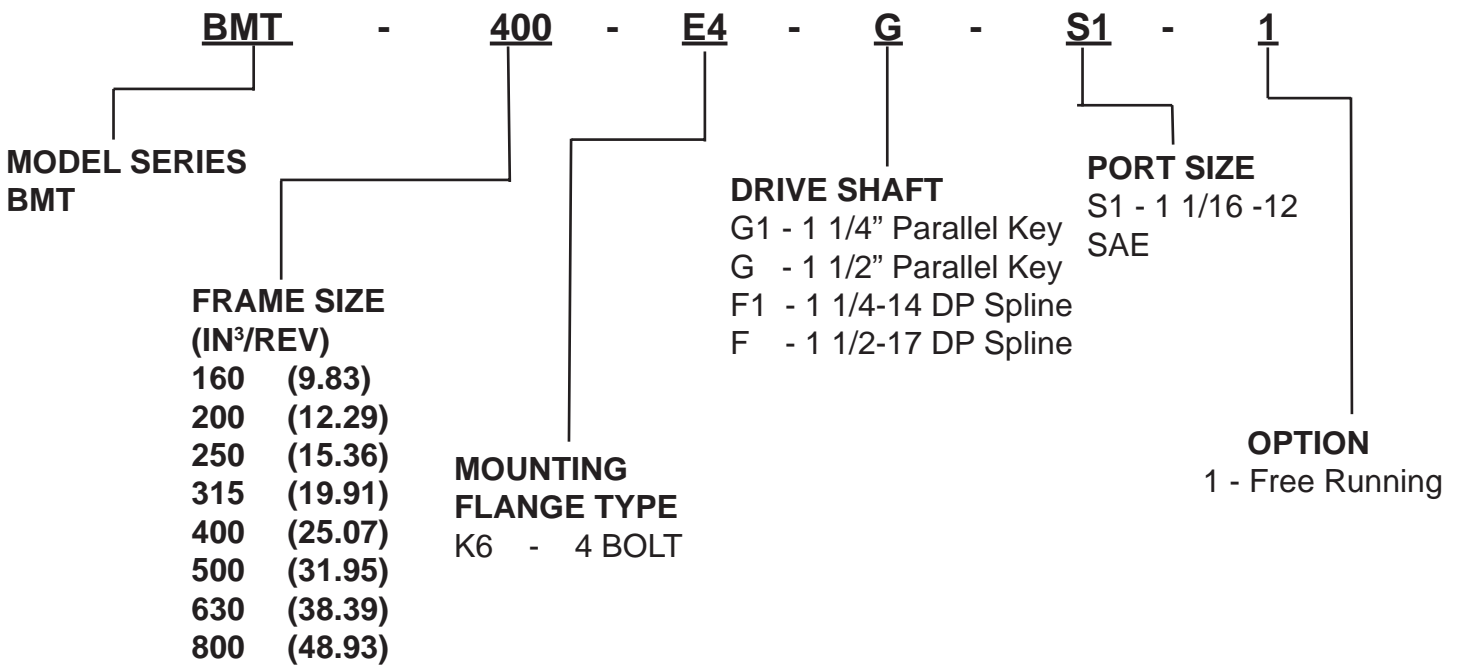 BMT - 400 - E4 - G - S1 - 1
MODEL SERIES
BMT
FRAME SIZE
(IN³/REV)
160 (9.83)
200 (12.29)
250 (15.36)
315 (19.91)
400 (25.07)
500 (31.95)
630 (38.39)
800 (48.93)
MOUNTING
FLANGE TYPE
K6 - 4 BOLT
DRIVE SHAFT
G1 - 1 1/4” Parallel Key
G - 1 1/2” Parallel Key
F1 - 1 1/4-14 DP Spline
F - 1 1/2-17 DP Spline
PORT SIZE
S1 - 1 1/16 -12
SAE
OPTION
1 - Free Running